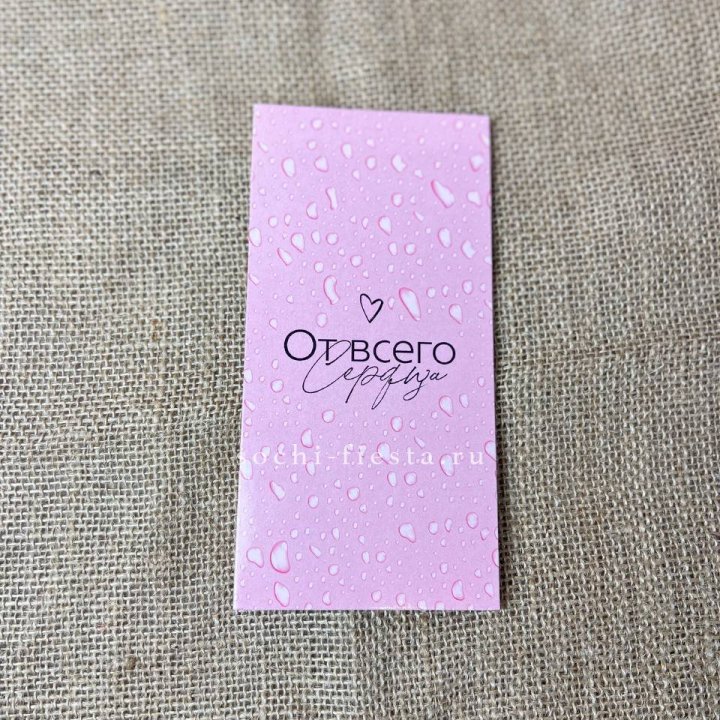 От всего
Сердца
sochi-fiesta ru